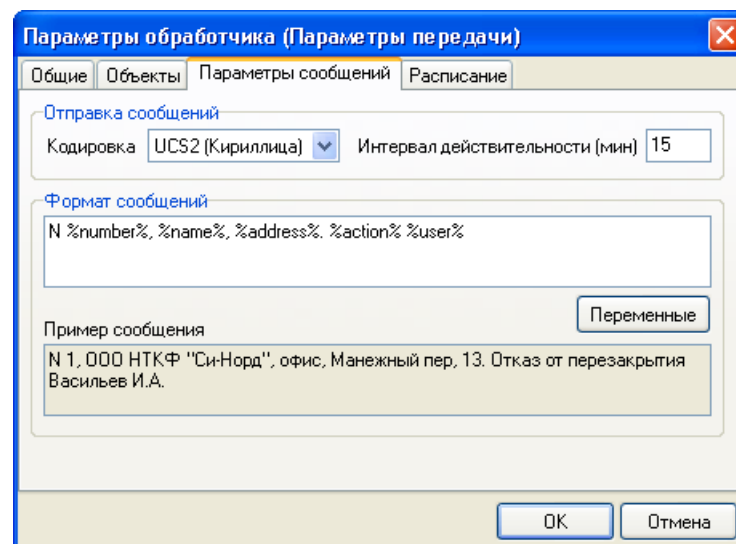 Параметры обработчика (Параметры передачи)
Общие Объекты Параметры сообщений Расписание
Отправка сообщений
Кодировка UCS2 (Кириллица) Интервал действительности (мин) 15
Формат сообщений
N %number%, %name%, %address%. %action% %user%
Переменные
Пример сообщения
N 1, ООО НТКФ "Си-Норд", офис, Манежный пер, 13. Отказ от перезакрытия
Васильев И.А.
OK Отмена